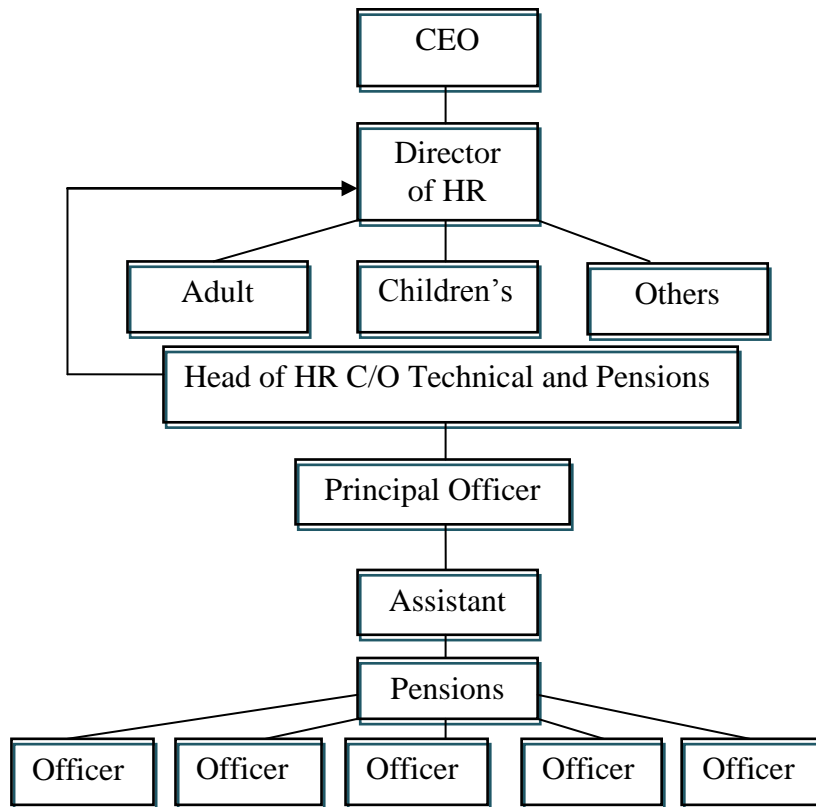 CEO
Director
of HR
Adult
Children’s
Others
Head of HR C/O Technical and Pensions
Principal Officer
Assistant
Pensions
Officer
Officer
Officer
Officer
Officer